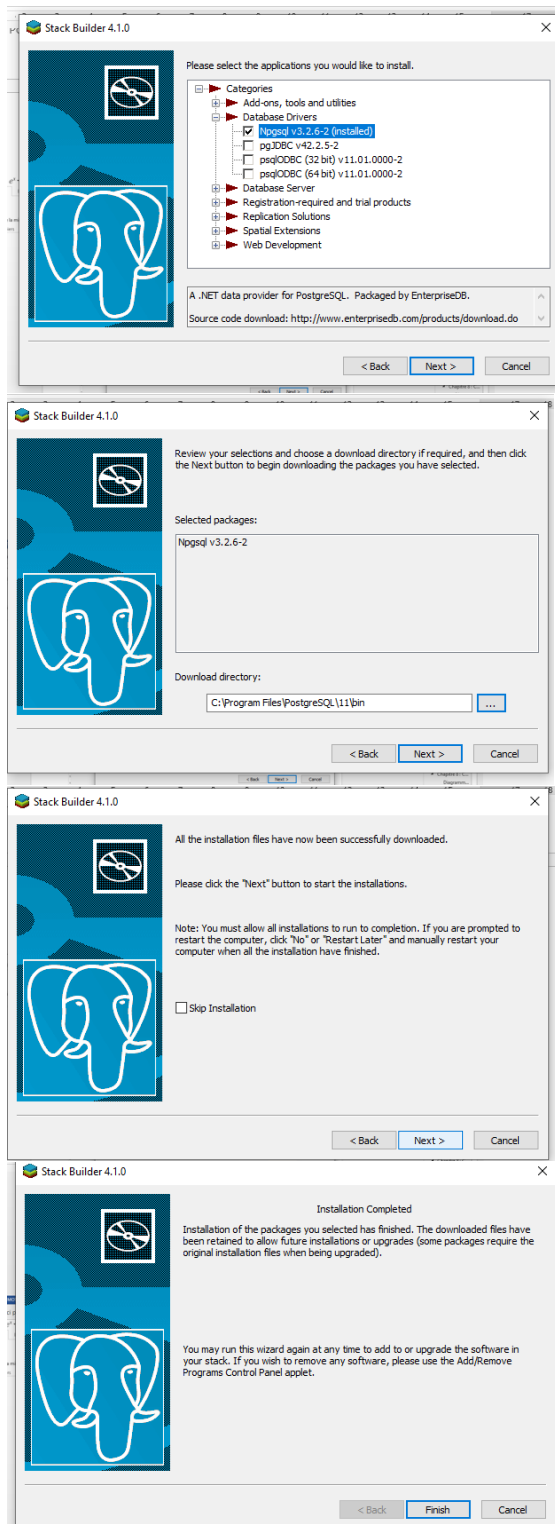 Stack Builder 4.1.0
Please select the applications you would like to install.
Categories
Add-ons, tools and utilities
Database Drivers
Npgsql v3.2.6-2 (installed)
pgJDBC v42.2.5-2
psqlODBC (32 bit) v11.01.0000-2
psqlODBC (64 bit) v11.01.0000-2
Database Server
Registration-required and trial products
Replication Solutions
Spatial Extensions
Web Development
A .NET data provider for PostgreSQL. Packaged by EnterpriseDB.
Source code download: http://www.enterprisedb.com/products/download.do
< Back Next > Cancel
< Back Next > Cancel
Stack Builder 4.1.0
Review your selections and choose a download directory if required, and then click
the Next button to begin downloading the packages you have selected.
Selected packages:
Npgsql v3.2.6-2
Download directory:
C:\Program Files\PostgreSQL\11\bin
...
< Back Next > Cancel
< Back Next > Cancel
Stack Builder 4.1.0
All the installation files have now been successfully downloaded.
Please click the "Next" button to start the installations.
Note: You must allow all installations to run to completion. If you are prompted to
restart the computer, click "No" or "Restart Later" and manually restart your
computer when all the installation have finished.
Skip Installation
< Back Next > Cancel
Stack Builder 4.1.0
Installation Completed
Installation of the packages you selected has finished. The downloaded files have
been retained to allow future installations or upgrades (some packages require the
original installation files when being upgraded).
You may run this wizard again at any time to add to or upgrade the software in
your stack. If you wish to remove any software, please use the Add/Remove
Programs Control Panel applet.
< Back Finish Cancel